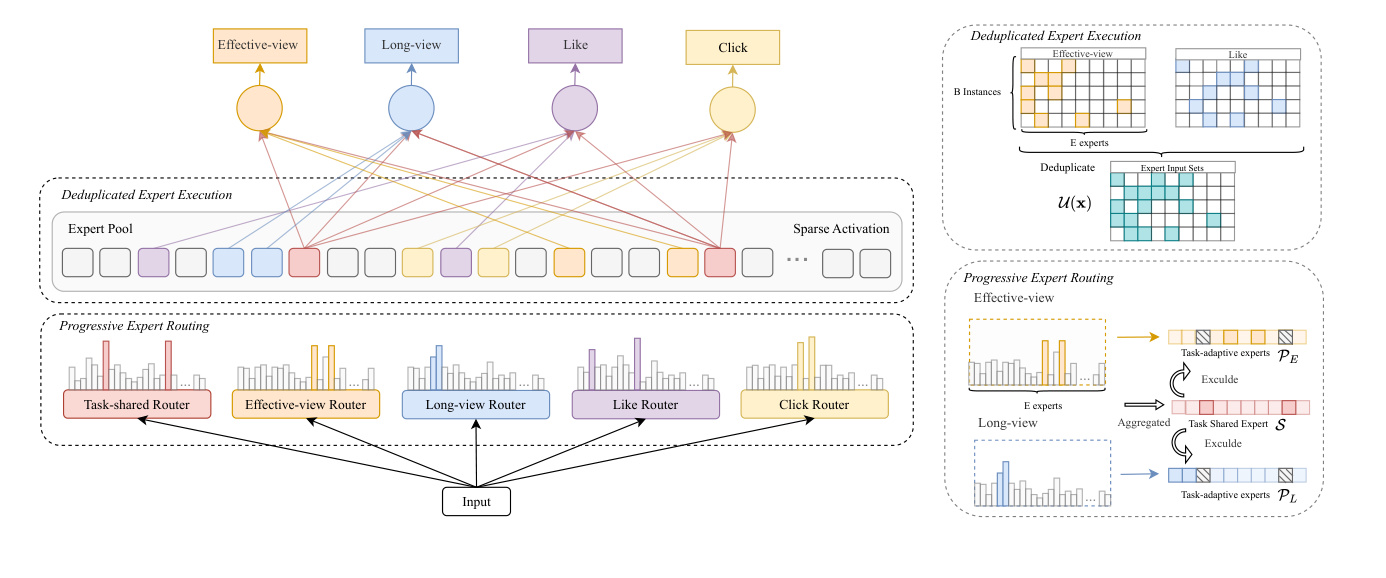 Effective-view
Long-view
Like
Click
Deduplicated Expert Execution
Expert Pool
Sparse Activation
...
Progressive Expert Routing
...
...
...
...
...
Task-shared Router
Effective-view Router
Long-view Router
Like Router
Click Router
Input
Deduplicated Expert Execution
Effective-view
Like
B Instances
E experts
Deduplicate
Expert Input Sets
𝒰(𝐱)
Progressive Expert Routing
Effective-view
...
E experts
Task-adaptive experts 𝒫_E
Exculde
Aggregated
Task Shared Expert 𝒮
Long-view
Exculde
...
Task-adaptive experts 𝒫_L